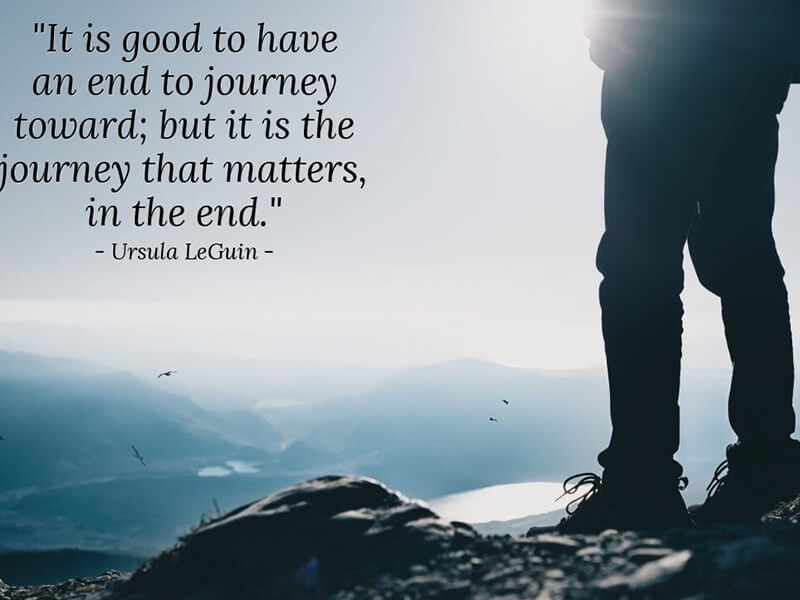 "It is good to have
an end to journey
toward; but it is the
journey that matters,
in the end."
- Ursula LeGuin -